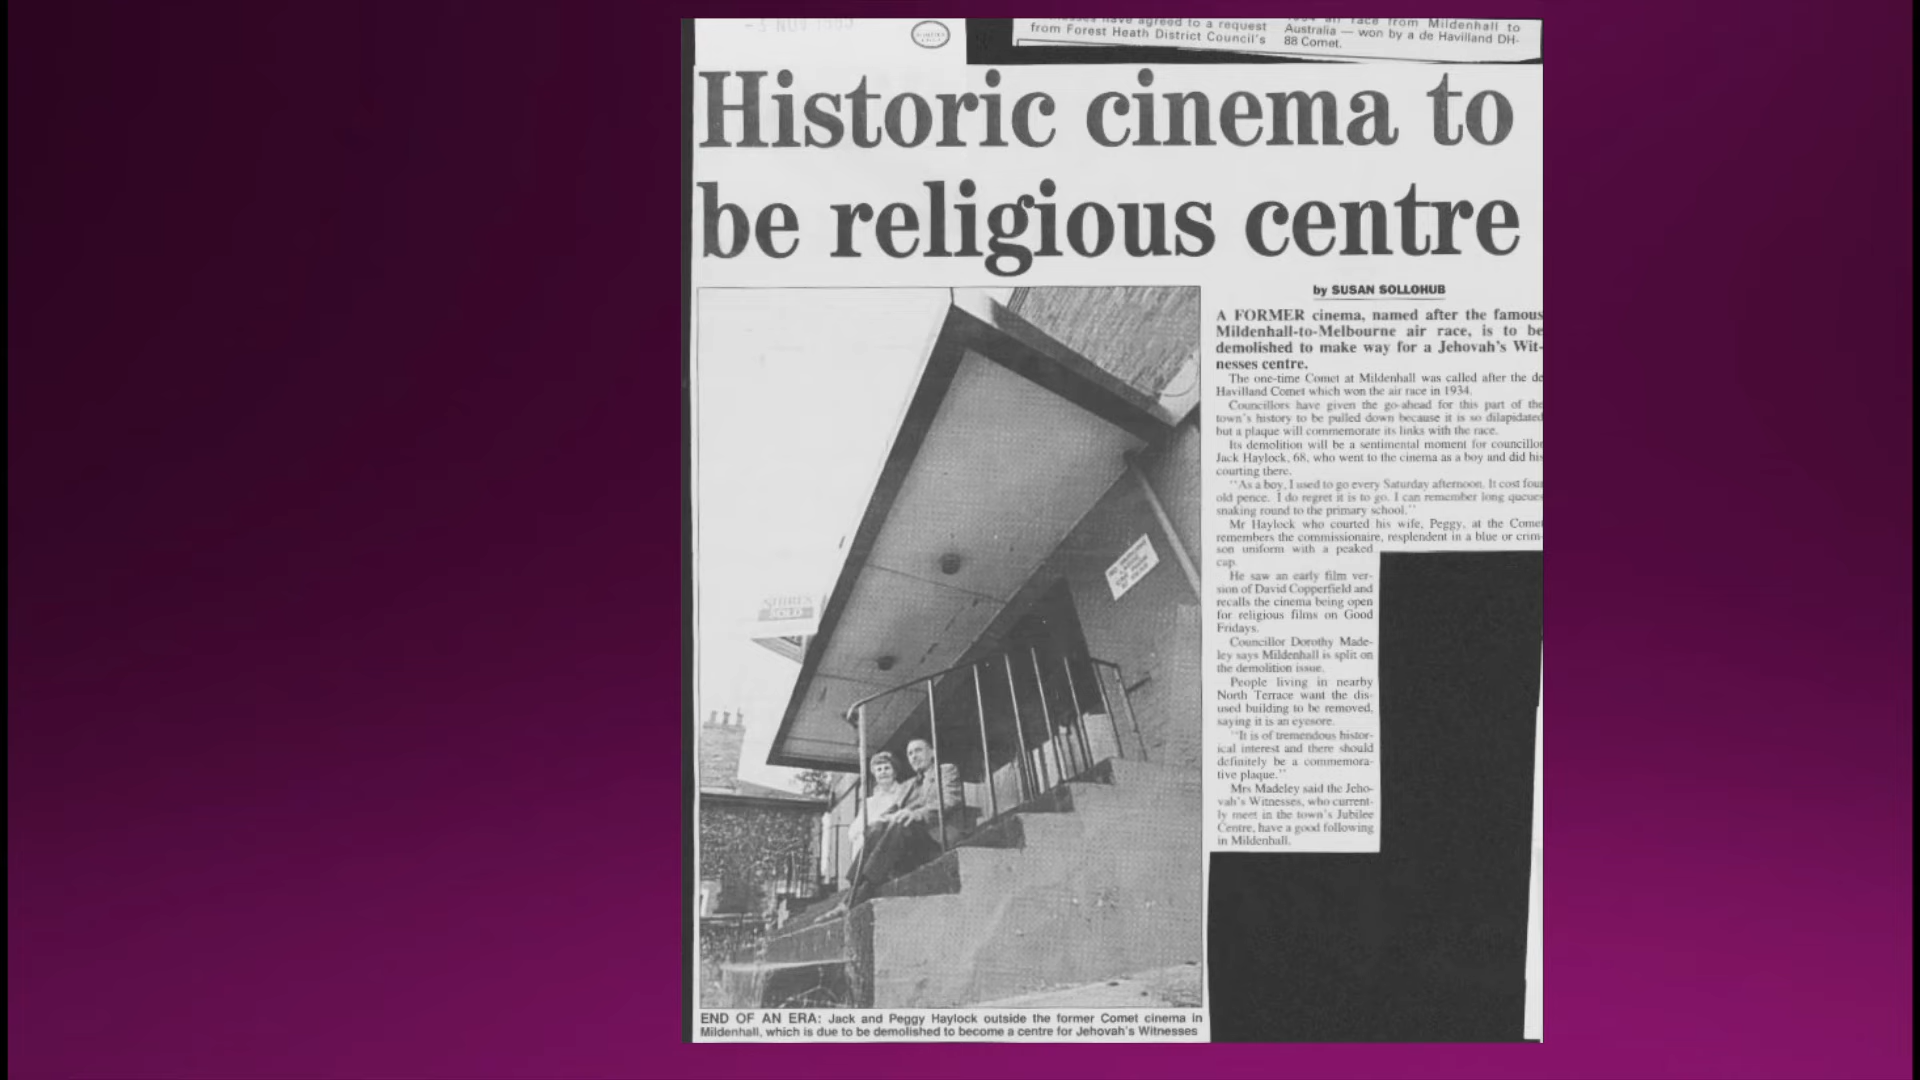 nesses have agreed to a request
from Forest Heath District Council's
1934 air race from Mildenhall to
Australia — won by a de Havilland DH-
88 Comet.
Historic cinema to
be religious centre
by SUSAN SOLLOHUB
A FORMER cinema, named after the famous
Mildenhall-to-Melbourne air race, is to be
demolished to make way for a Jehovah's Wit-
nesses centre.
The one-time Comet at Mildenhall was called after the de
Havilland Comet which won the air race in 1934.
Councillors have given the go-ahead for this part of the
town's history to be pulled down because it is so dilapidated
but a plaque will commemorate its links with the race.
Its demolition will be a sentimental moment for councillor
Jack Haylock, 68, who went to the cinema as a boy and did his
courting there.
"As a boy, I used to go every Saturday afternoon. It cost four
old pence. I do regret it is to go. I can remember long queues
snaking round to the primary school."
Mr Haylock who courted his wife, Peggy, at the Comet
remembers the commissionaire, resplendent in a blue or crim-
son uniform with a peaked
cap.
He saw an early film ver-
sion of David Copperfield and
recalls the cinema being open
for religious films on Good
Fridays.
Councillor Dorothy Made-
ley says Mildenhall is split on
the demolition issue.
People living in nearby
North Terrace want the dis-
used building to be removed,
saying it is an eyesore.
"It is of tremendous histor-
ical interest and there should
definitely be a commemora-
tive plaque."
Mrs Madeley said the Jeho-
vah's Witnesses, who current-
ly meet in the town's Jubilee
Centre, have a good following
in Mildenhall.
SOLD
END OF AN ERA: Jack and Peggy Haylock outside the former Comet cinema in
Mildenhall, which is due to be demolished to become a centre for Jehovah's Witnesses